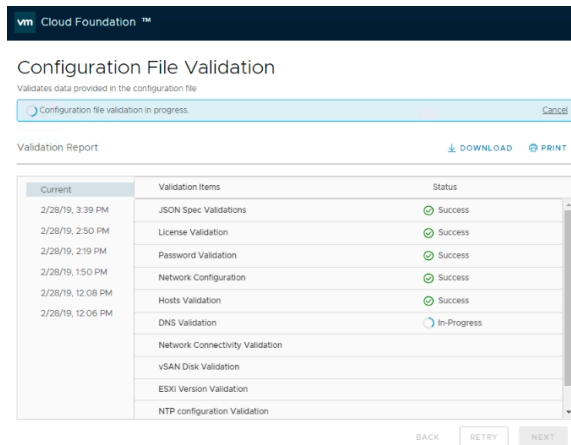 vm Cloud Foundation ™
Configuration File Validation
Validates data provided in the configuration file
Configuration file validation in progress. Cancel
Validation Report DOWNLOAD PRINT
Current Validation Items Status
2/28/19, 3:39 PM JSON Spec Validations Success
2/28/19, 2:50 PM License Validation Success
2/28/19, 2:19 PM Password Validation Success
2/28/19, 1:50 PM Network Configuration Success
2/28/19, 12:08 PM Hosts Validation Success
2/28/19, 12:06 PM DNS Validation In-Progress
Network Connectivity Validation
vSAN Disk Validation
ESXi Version Validation
NTP configuration Validation
BACK RETRY NEXT